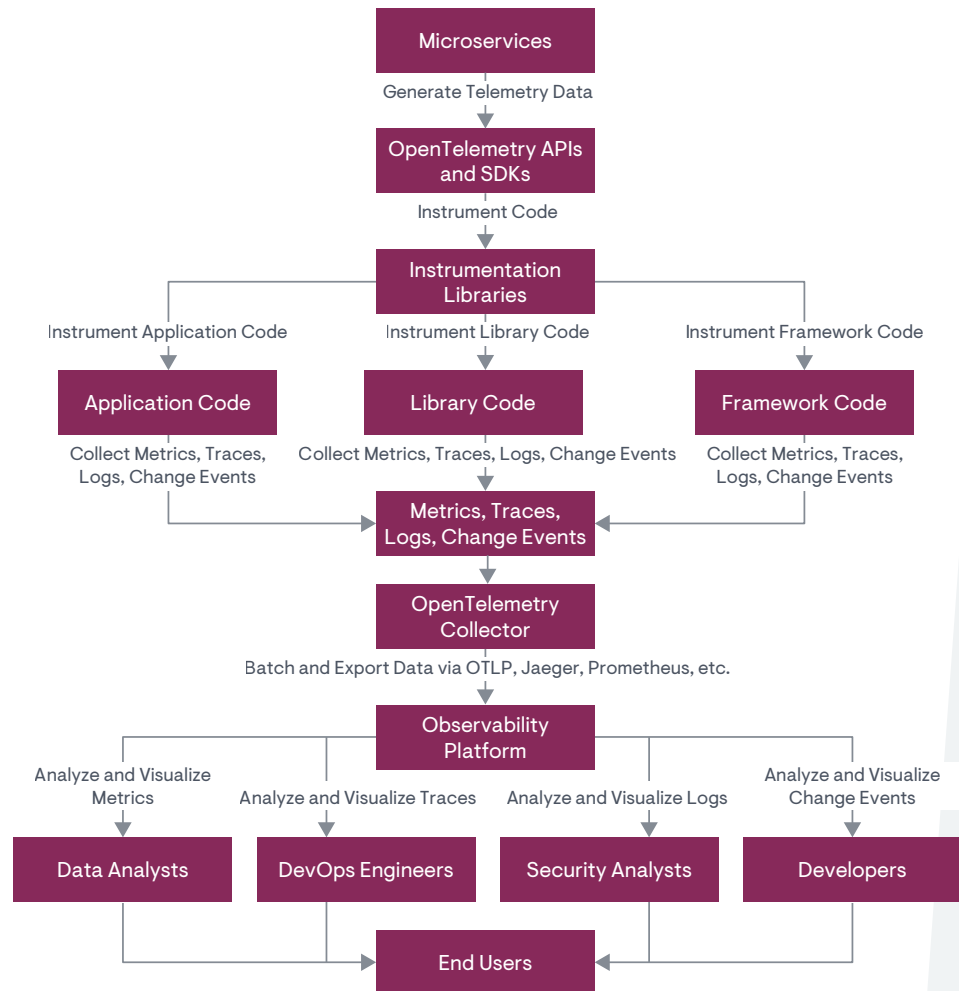 Microservices
Generate Telemetry Data
OpenTelemetry APIs
and SDKs
Instrument Code
Instrumentation
Libraries
Instrument Application Code
Instrument Library Code
Instrument Framework Code
Application Code
Library Code
Framework Code
Collect Metrics, Traces,
Logs, Change Events
Collect Metrics, Traces, Logs, Change Events
Collect Metrics, Traces,
Logs, Change Events
Metrics, Traces,
Logs, Change Events
OpenTelemetry
Collector
Batch and Export Data via OTLP, Jaeger, Prometheus, etc.
Observability
Platform
Analyze and Visualize
Metrics
Analyze and Visualize Traces
Analyze and Visualize Logs
Analyze and Visualize
Change Events
Data Analysts
DevOps Engineers
Security Analysts
Developers
End Users